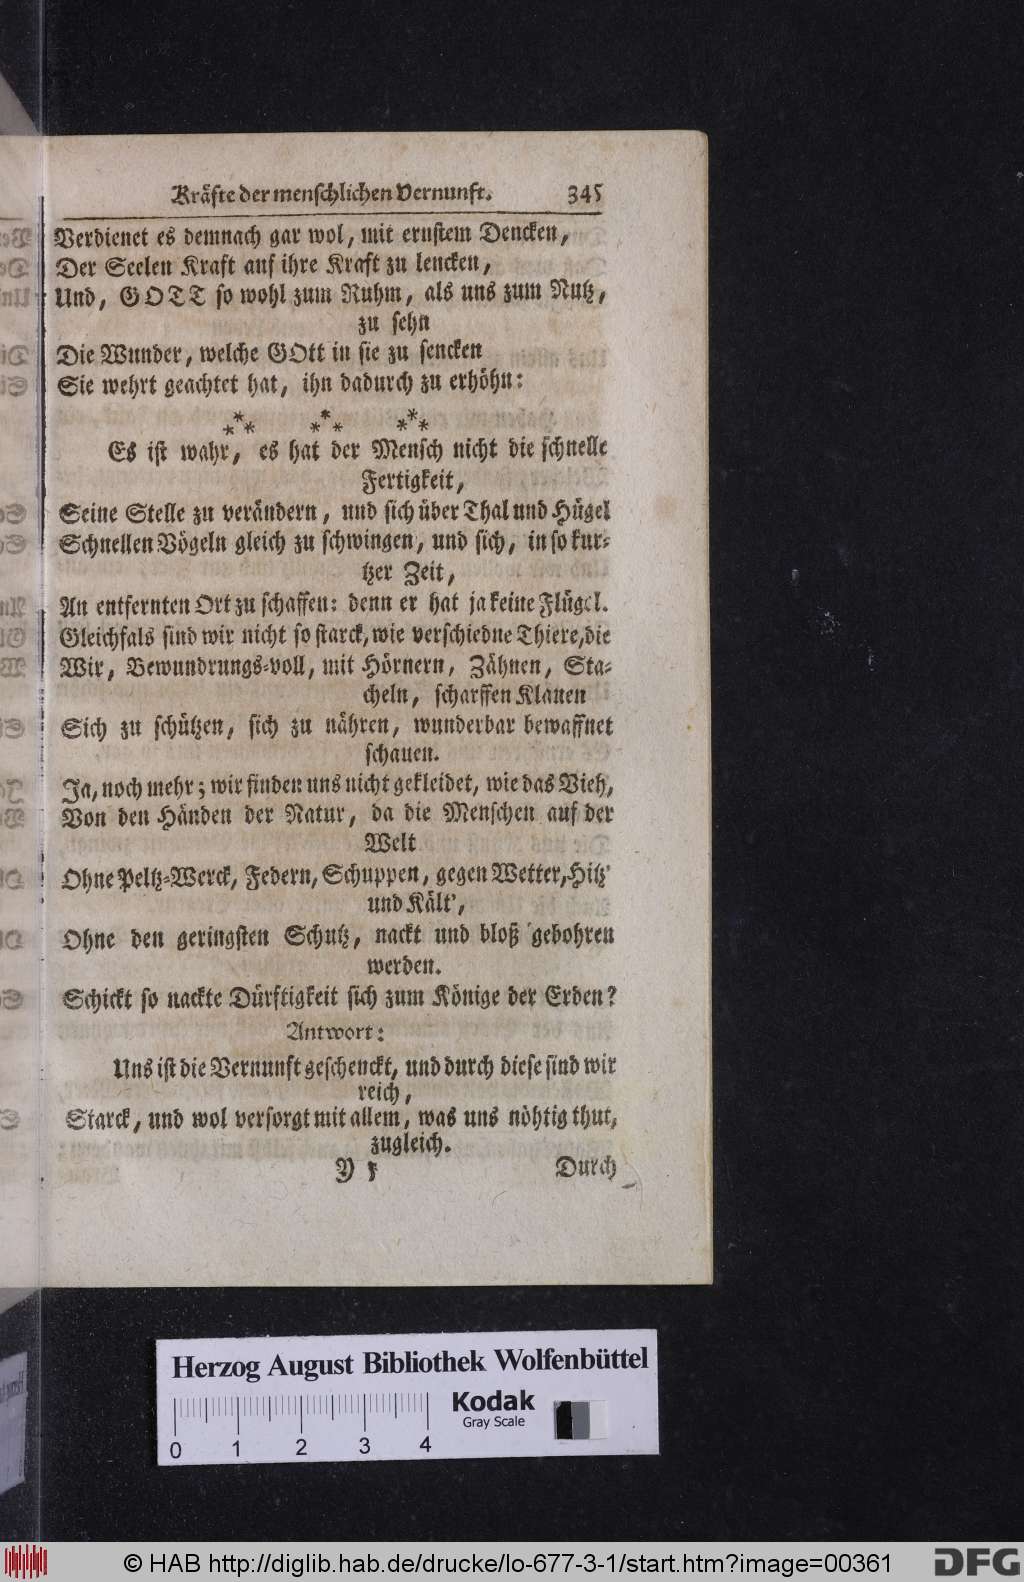 Kräfte der menschlichen Vernunft. 345
Verdienet es demnach gar wol, mit ernstem Dencken,
Der Seelen Kraft auf ihre Kraft zu lencken,
Und, GOTT so wohl zum Ruhm, als uns zum Nutz,
zu sehn
Die Wunder, welche GOtt in sie zu sencken
Sie wehrt geachtet hat, ihn dadurch zu erhöhn:
*** *** ***
Es ist wahr, es hat der Mensch nicht die schnelle
Fertigkeit,
Seine Stelle zu verändern, und sich über Thal und Hügel
Schnellen Vögeln gleich zu schwingen, und sich, in so kur-
tzer Zeit,
An entfernten Ort zu schaffen: denn er hat ja keine Flügel.
Gleichfals sind wir nicht so starck, wie verschiedne Thiere, die
Wir, Bewundrungs-voll, mit Hörnern, Zähnen, Sta-
cheln, scharffen Klauen
Sich zu schützen, sich zu nähren, wunderbar bewaffnet
schauen.
Ja, noch mehr; wir finden uns nicht gekleidet, wie das Vieh,
Von den Händen der Natur, da die Menschen auf der
Welt
Ohne Peltz-Werck, Federn, Schuppen, gegen Wetter, Hitz'
und Kält',
Ohne den geringsten Schutz, nackt und bloß gebohren
werden.
Schickt so nackte Dürftigkeit sich zum Könige der Erden?
Antwort:
Uns ist die Vernunft geschenckt, und durch diese sind wir
reich,
Starck, und wol versorgt mit allem, was uns nöhtig thut,
zugleich.
Y 5 Durch
Herzog August Bibliothek Wolfenbüttel
Kodak
Gray Scale
0 1 2 3 4
© HAB http://diglib.hab.de/drucke/lo-677-3-1/start.htm?image=00361
DFG